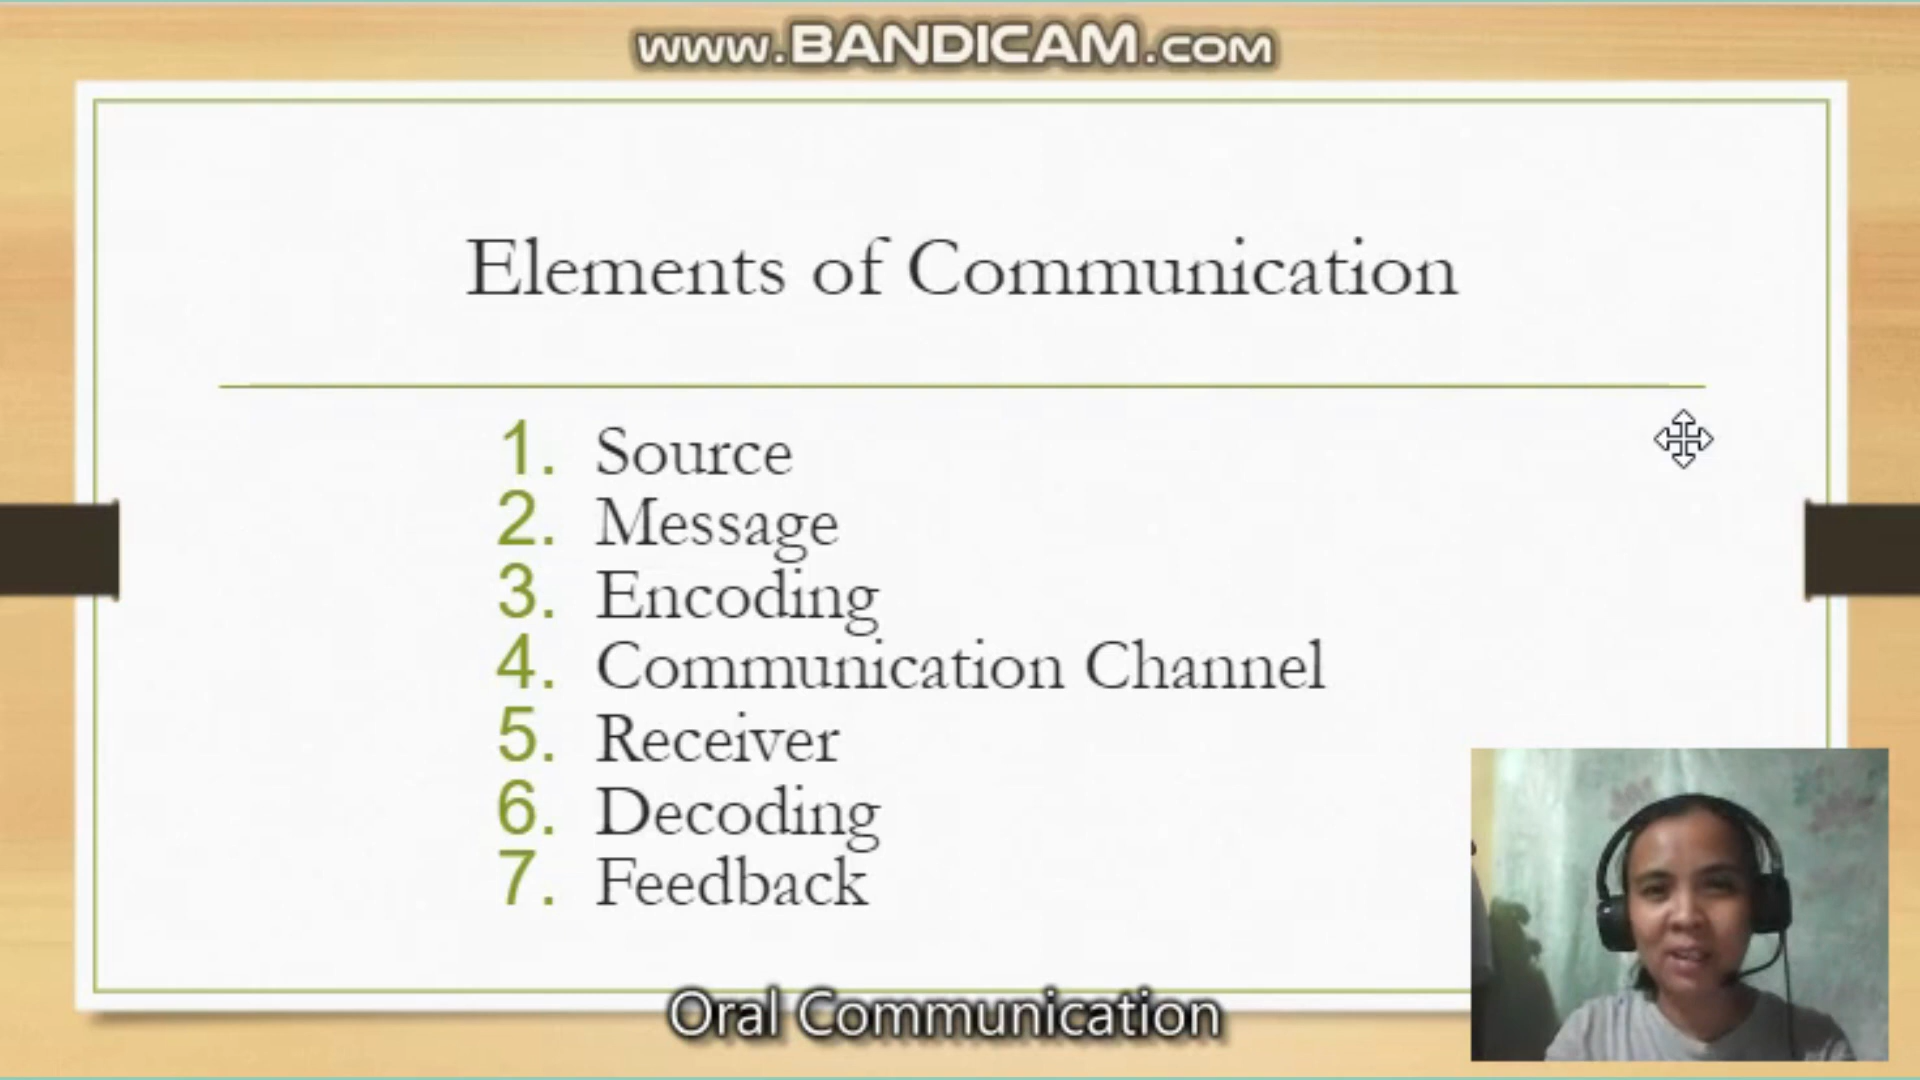 www.BANDICAM.com
Elements of Communication
1. Source
2. Message
3. Encoding
4. Communication Channel
5. Receiver
6. Decoding
7. Feedback
Oral Communication